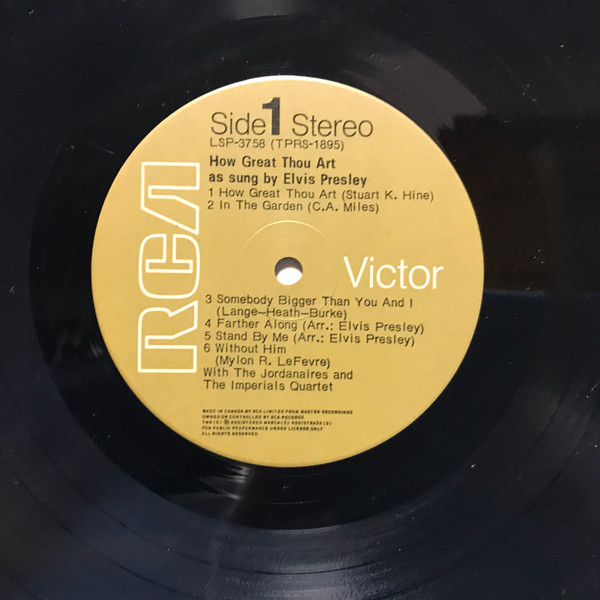 Side 1 Stereo
LSP-3758 (TPRS-1895)
How Great Thou Art
as sung by Elvis Presley
1 How Great Thou Art (Stuart K. Hine)
2 In The Garden (C.A. Miles)
RCA
Victor
3 Somebody Bigger Than You And I
(Lange—Heath—Burke)
4 Farther Along (Arr.: Elvis Presley)
5 Stand By Me (Arr.: Elvis Presley)
6 Without Him
(Mylon R. LeFevre)
With The Jordanaires and
The Imperials Quartet
MADE IN CANADA BY RCA LIMITED FROM MASTER RECORDINGS
OWNED OR CONTROLLED BY RCA RECORDS
TMK(S) ® REGISTERED MARCA(S) REGISTRADA(S)
FOR PUBLIC PERFORMANCE UNDER LICENSE ONLY
ALL RIGHTS RESERVED.